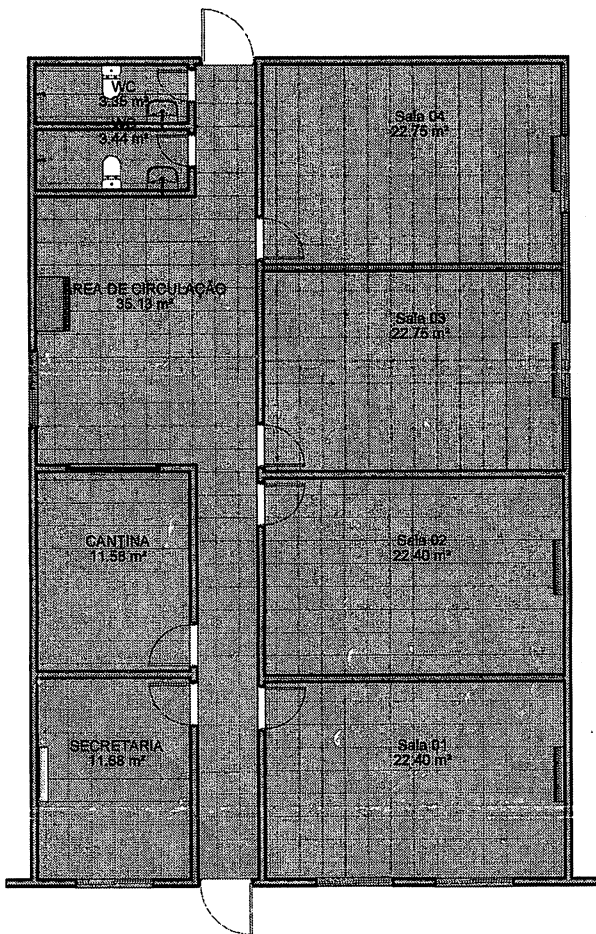 WC
3.35 m²
WC
3.44 m²
Sala 04
22.75 m²
ÁREA DE CIRCULAÇÃO
35.13 m²
Sala 03
22.75 m²
CANTINA
11.58 m²
Sala 02
22.40 m²
SECRETARIA
11.58 m²
Sala 01
22.40 m²